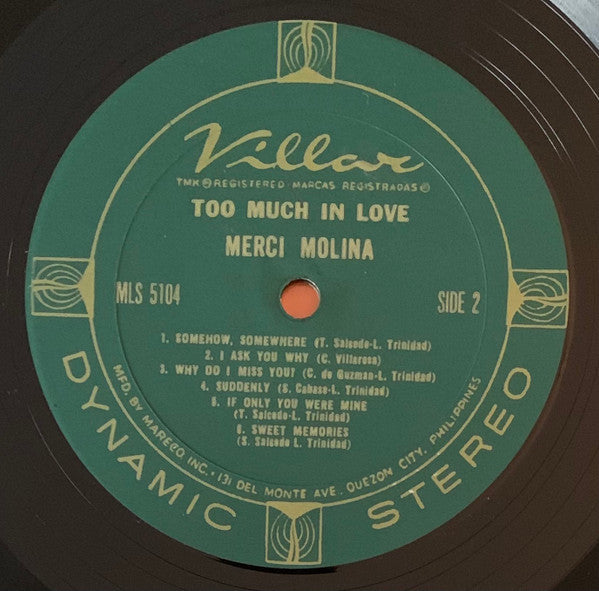 Villar
TMK ® REGISTERED · MARCAS REGISTRADAS ®
TOO MUCH IN LOVE
MERCI MOLINA
MLS 5104
SIDE 2
1. SOMEHOW, SOMEWHERE (T. Salcedo-L. Trinidad)
2. I ASK YOU WHY (C. Villarosa)
3. WHY DO I MISS YOU? (C. de Guzman-L. Trinidad)
4. SUDDENLY (S. Cabase-L. Trinidad)
5. IF ONLY YOU WERE MINE
(T. Salcedo-L. Trinidad)
6. SWEET MEMORIES
(S. Salcedo L. Trinidad)
MFD. BY MARECO INC. · 131 DEL MONTE AVE. QUEZON CITY, PHILIPPINES
DYNAMIC STEREO